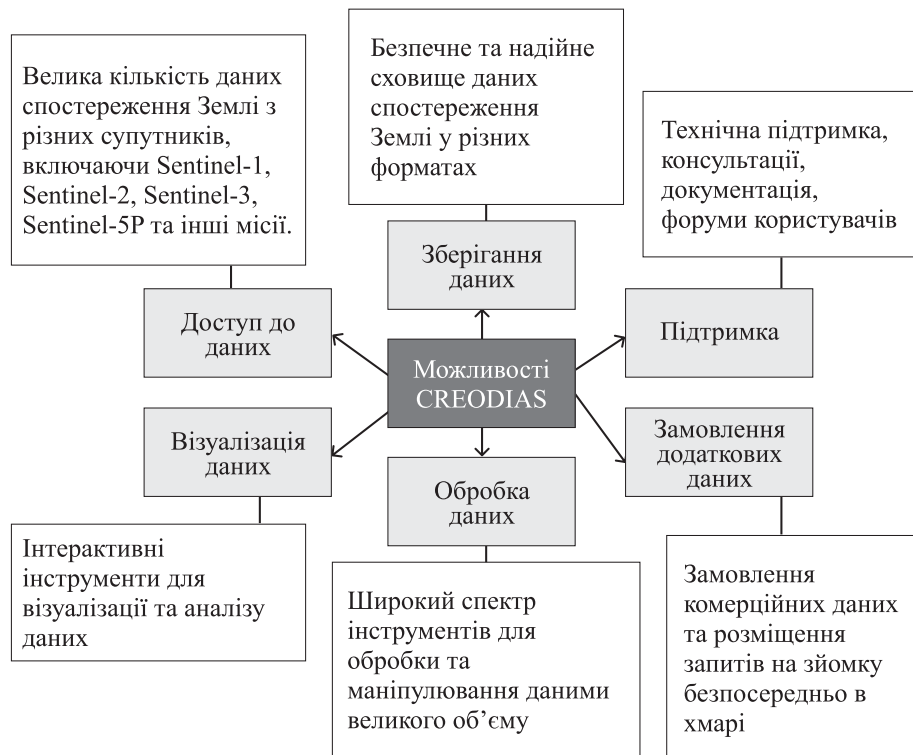 Велика кількість даних
спостереження Землі з
різних супутників,
включаючи Sentinel-1,
Sentinel-2, Sentinel-3,
Sentinel-5P та інші місії.
Безпечне та надійне
сховище даних
спостереження
Землі у різних
форматах
Технічна підтримка,
консультації,
документація,
форуми користувачів
Доступ до
даних
Зберігання
даних
Підтримка
Можливості
CREODIAS
Візуалізація
даних
Обробка
даних
Замовлення
додаткових
даних
Інтерактивні
інструменти для
візуалізації та аналізу
даних
Широкий спектр
інструментів для
обробки та
маніпулювання даними
великого об’єму
Замовлення
комерційних даних
та розміщення
запитів на зйомку
безпосередньо в
хмарі